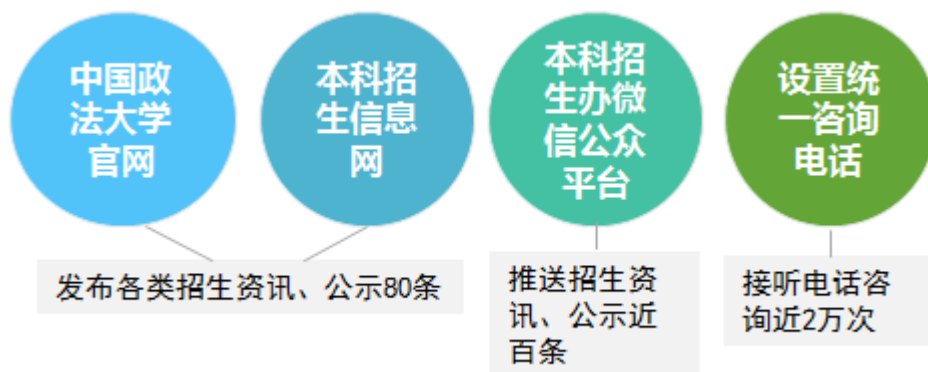 中国政
法大学
官网
本科招
生信息
网
本科招
生办微
信公众
平台
设置统
一咨询
电话
发布各类招生资讯、公示80条
推送招生资
讯、公示近
百条
接听电话咨
询近2万次